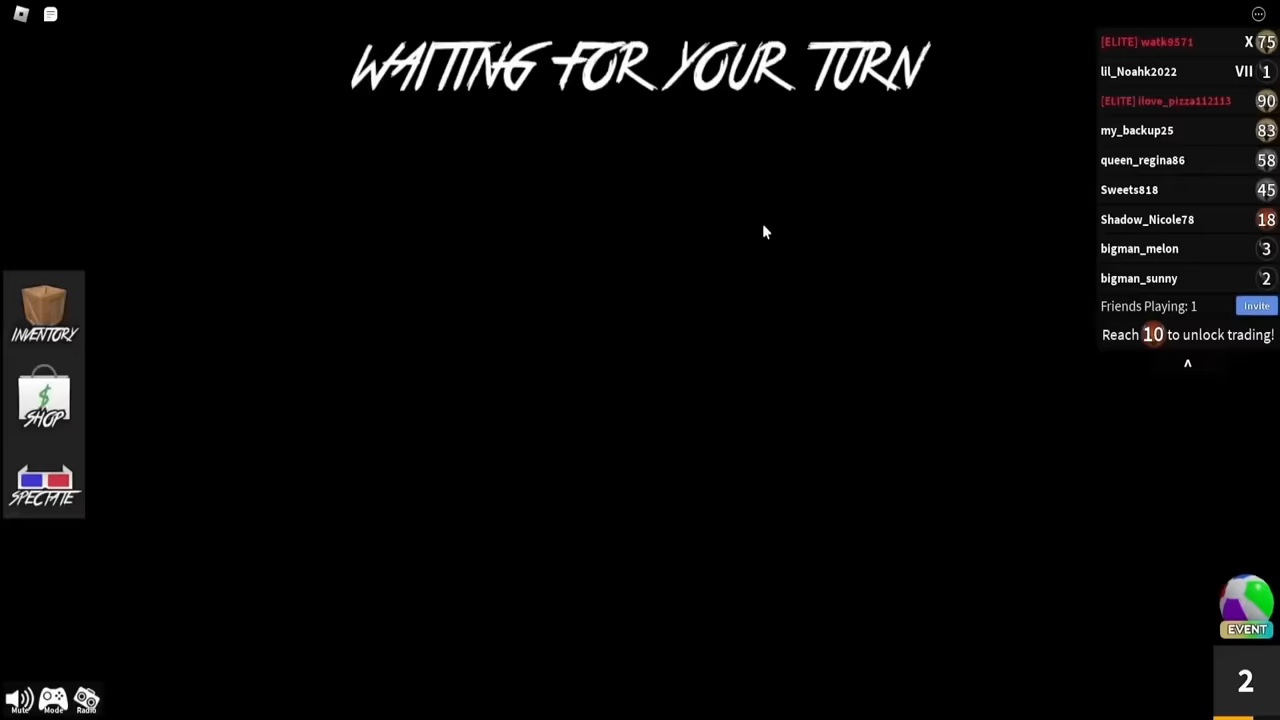 WAITING FOR YOUR TURN
[ELITE] watk9571 X 75
lil_Noahk2022 VII 1
[ELITE] ilove_pizza112113 90
my_backup25 83
queen_regina86 58
Sweets818 45
Shadow_Nicole78 18
bigman_melon 3
bigman_sunny 2
Friends Playing: 1 Invite
Reach 10 to unlock trading!
INVENTORY
$
SHOP
SPECTATE
EVENT
2
Mute Mode Radio